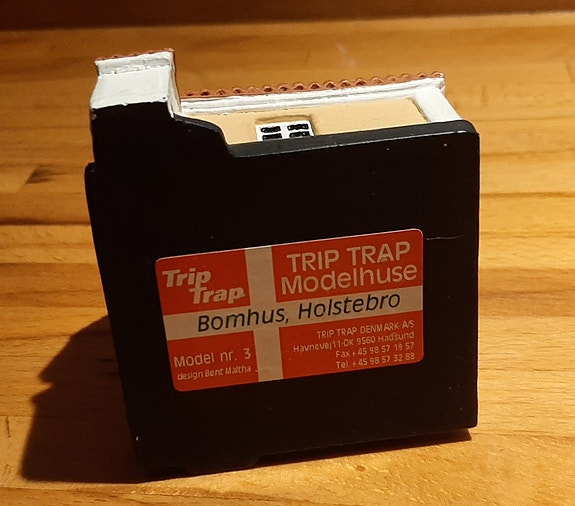 Trip
Trap
TRIP TRAP
Modelhuse
Bomhus, Holstebro
Model nr. 3
design Bent Maltha
TRIP TRAP DENMARK A/S
Havnevej 11·DK 9560 Hadsund
Fax +45 98 57 19 57
Tel. +45 98 57 32 88